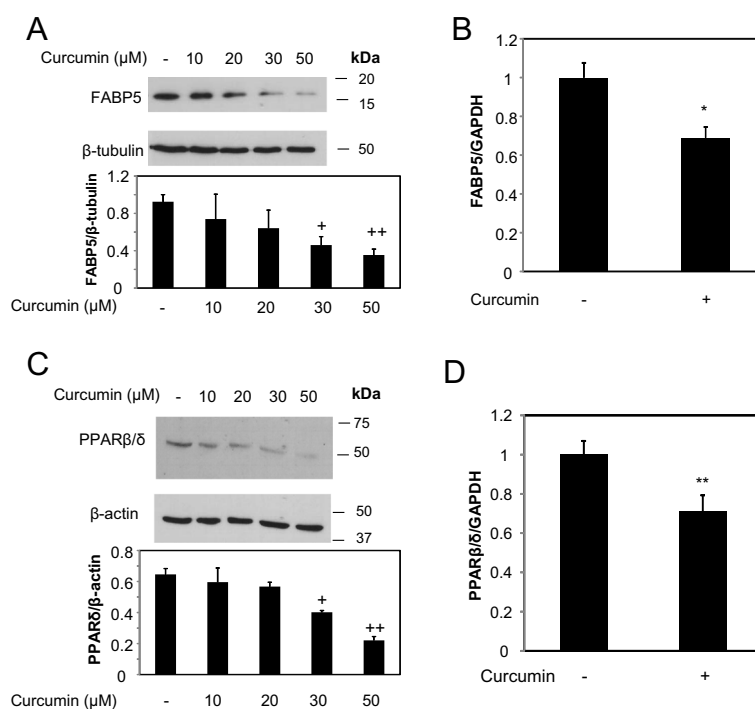 A
Curcumin (μM) - 10 20 30 50 kDa
FABP5
20
15
β-tubulin
50
FABP5/β-tubulin
1.2
0.8
0.4
0
+
++
Curcumin (μM) - 10 20 30 50
B
FABP5/GAPDH
1.2
1
0.8
0.6
0.4
0.2
0
*
Curcumin - +
C
Curcumin (μM) - 10 20 30 50 kDa
PPARβ/δ
75
50
β-actin
50
37
PPARδ/β-actin
0.8
0.6
0.4
0.2
0
+
++
Curcumin (μM) - 10 20 30 50
D
PPARβ/δ/GAPDH
1.2
1
0.8
0.6
0.4
0.2
0
**
Curcumin - +